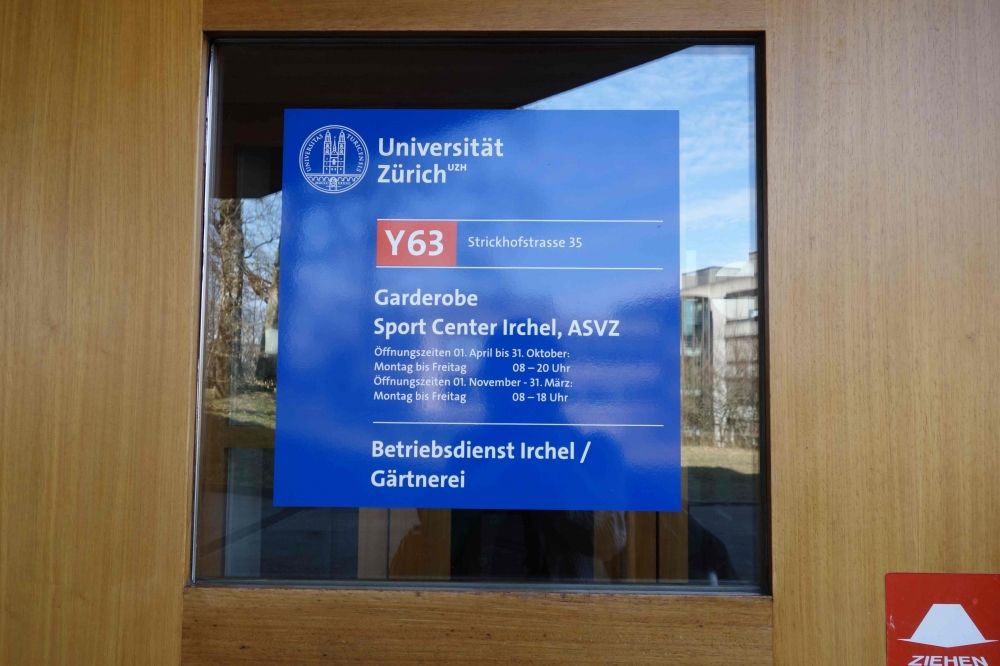 UNIVERSITAS TURICENSIS
Universität
Zürich UZH
Y63 Strickhofstrasse 35
Garderobe
Sport Center Irchel, ASVZ
Öffnungszeiten 01. April bis 31. Oktober:
Montag bis Freitag 08 – 20 Uhr
Öffnungszeiten 01. November - 31. März:
Montag bis Freitag 08 – 18 Uhr
Betriebsdienst Irchel /
Gärtnerei
ZIEHEN